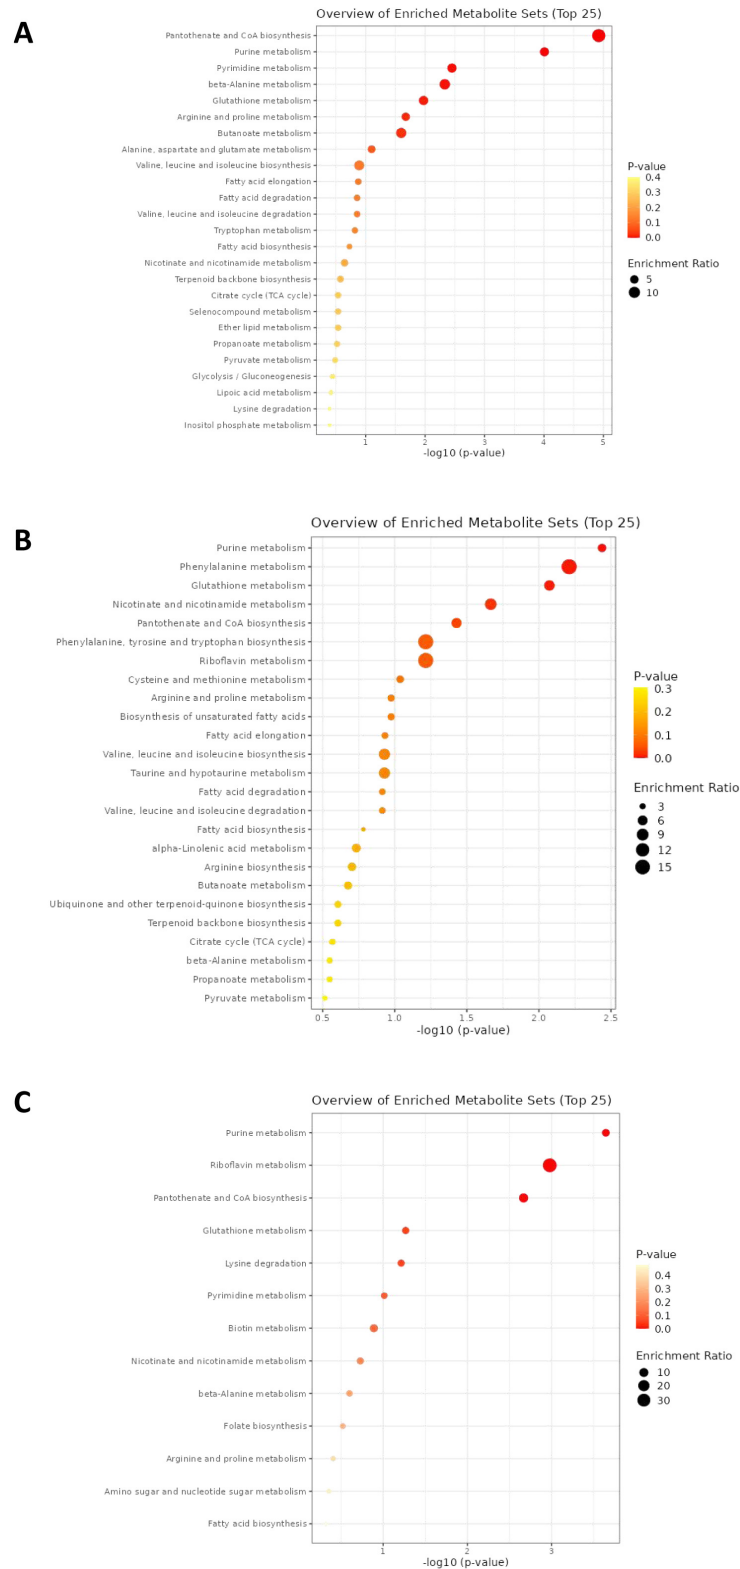 A
Overview of Enriched Metabolite Sets (Top 25)
Pantothenate and CoA biosynthesis
Purine metabolism
Pyrimidine metabolism
beta-Alanine metabolism
Glutathione metabolism
Arginine and proline metabolism
Butanoate metabolism
Alanine, aspartate and glutamate metabolism
Valine, leucine and isoleucine biosynthesis
Fatty acid elongation
Fatty acid degradation
Valine, leucine and isoleucine degradation
Tryptophan metabolism
Fatty acid biosynthesis
Nicotinate and nicotinamide metabolism
Terpenoid backbone biosynthesis
Citrate cycle (TCA cycle)
Selenocompound metabolism
Ether lipid metabolism
Propanoate metabolism
Pyruvate metabolism
Glycolysis / Gluconeogenesis
Lipoic acid metabolism
Lysine degradation
Inositol phosphate metabolism
1 2 3 4 5
-log10 (p-value)
P-value
0.4
0.3
0.2
0.1
0.0
Enrichment Ratio
5
10
B
Overview of Enriched Metabolite Sets (Top 25)
Purine metabolism
Phenylalanine metabolism
Glutathione metabolism
Nicotinate and nicotinamide metabolism
Pantothenate and CoA biosynthesis
Phenylalanine, tyrosine and tryptophan biosynthesis
Riboflavin metabolism
Cysteine and methionine metabolism
Arginine and proline metabolism
Biosynthesis of unsaturated fatty acids
Fatty acid elongation
Valine, leucine and isoleucine biosynthesis
Taurine and hypotaurine metabolism
Fatty acid degradation
Valine, leucine and isoleucine degradation
Fatty acid biosynthesis
alpha-Linolenic acid metabolism
Arginine biosynthesis
Butanoate metabolism
Ubiquinone and other terpenoid-quinone biosynthesis
Terpenoid backbone biosynthesis
Citrate cycle (TCA cycle)
beta-Alanine metabolism
Propanoate metabolism
Pyruvate metabolism
0.5 1.0 1.5 2.0 2.5
-log10 (p-value)
P-value
0.3
0.2
0.1
0.0
Enrichment Ratio
3
6
9
12
15
C
Overview of Enriched Metabolite Sets (Top 25)
Purine metabolism
Riboflavin metabolism
Pantothenate and CoA biosynthesis
Glutathione metabolism
Lysine degradation
Pyrimidine metabolism
Biotin metabolism
Nicotinate and nicotinamide metabolism
beta-Alanine metabolism
Folate biosynthesis
Arginine and proline metabolism
Amino sugar and nucleotide sugar metabolism
Fatty acid biosynthesis
1 2 3
-log10 (p-value)
P-value
0.4
0.3
0.2
0.1
0.0
Enrichment Ratio
10
20
30